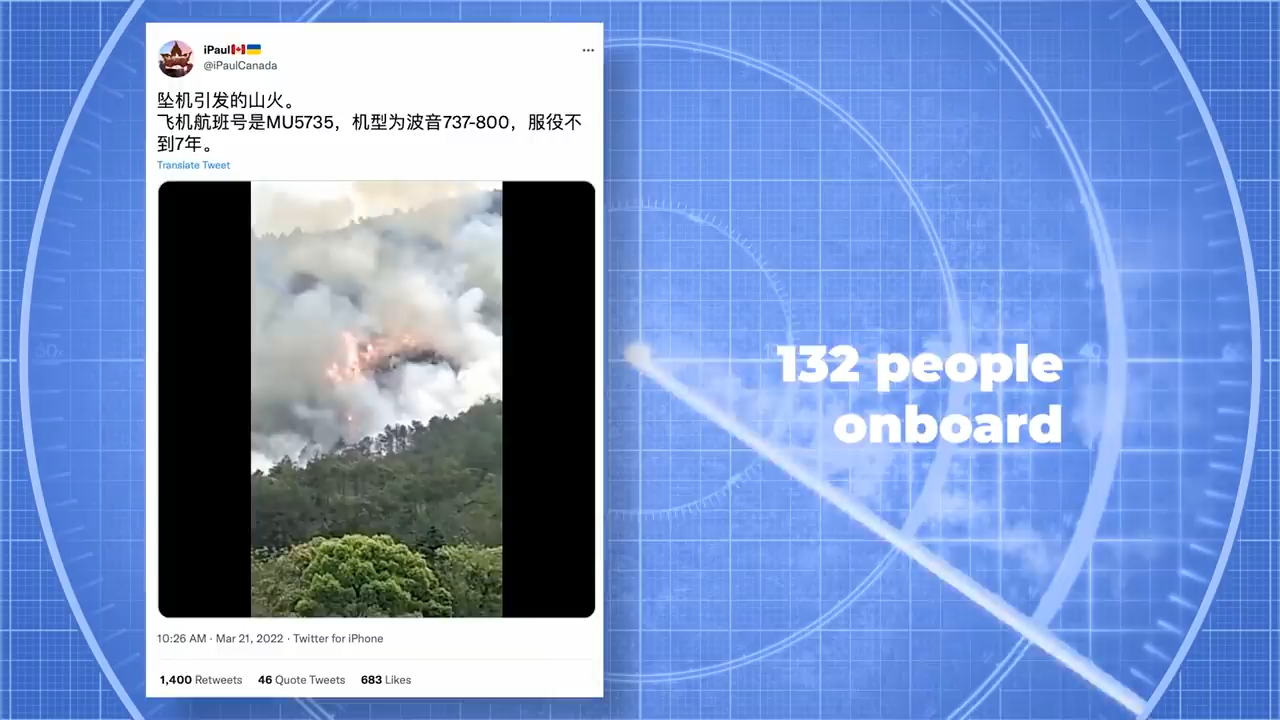 iPaul🇨🇦🇺🇦
@iPaulCanada
坠机引发的山火。
飞机航班号是MU5735，机型为波音737-800，服役不
到7年。
Translate Tweet
10:26 AM · Mar 21, 2022 · Twitter for iPhone
1,400 Retweets 46 Quote Tweets 683 Likes
132 people
onboard